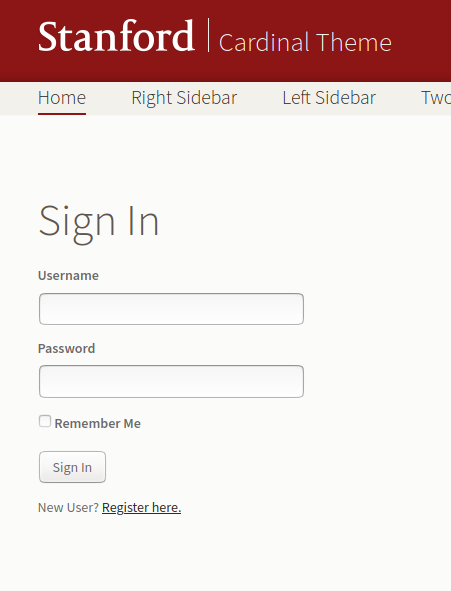 Stanford Cardinal Theme
Home Right Sidebar Left Sidebar
Sign In
Username
Password
Remember Me
Sign In
New User? Register here.